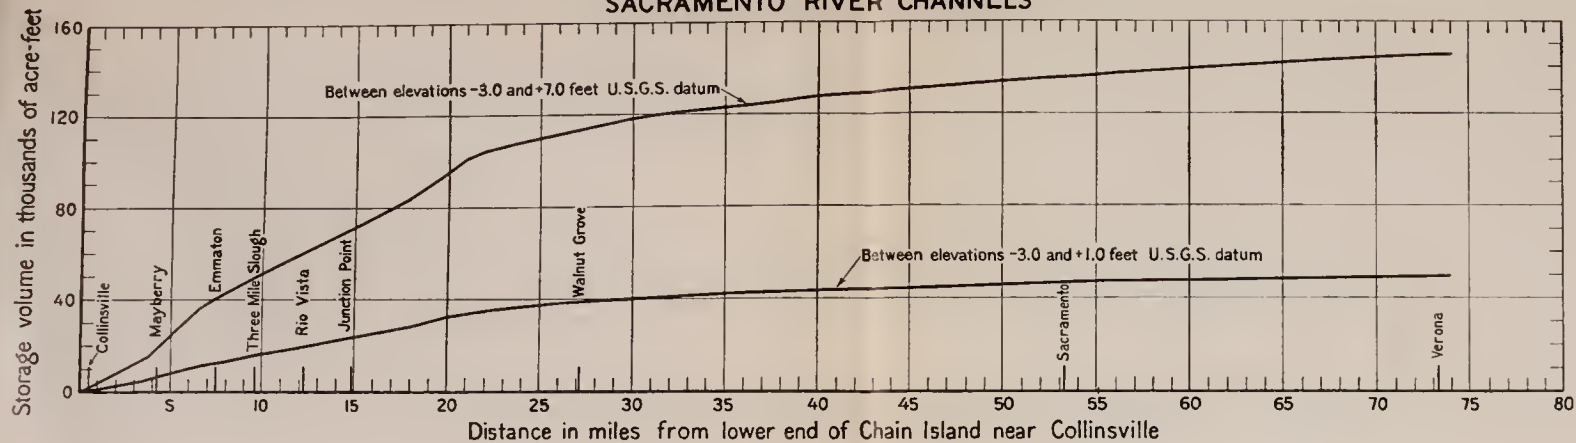 SACRAMENTO RIVER CHANNELS
Storage volume in thousands of acre-feet
160
120
80
40
0
Between elevations -3.0 and +7.0 feet U.S.G.S. datum
Between elevations -3.0 and +1.0 feet U.S.G.S. datum
Collinsville
Mayberry
Emmaton
Three Mile Slough
Rio Vista
Junction Point
Walnut Grove
Sacramento
Verona
5 10 15 20 25 30 35 40 45 50 55 60 65 70 75 80
Distance in miles from lower end of Chain Island near Collinsville